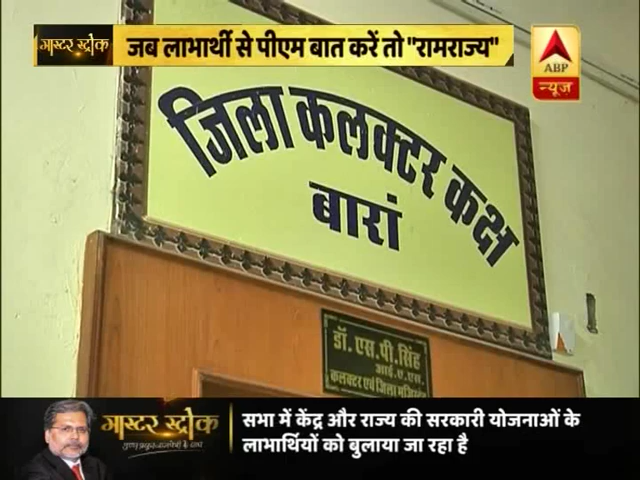 मास्टर स्ट्रोक
जब लाभार्थी से पीएम बात करें तो "रामराज्य"
ABP
न्यूज़
जिला कलक्टर कक्ष
बारां
डॉ. एस.पी.सिंह
आई.ए.एस.
कलक्टर एवं जिला मजिस्ट्रेट
मास्टर स्ट्रोक
सभा में केंद्र और राज्य की सरकारी योजनाओं के
लाभार्थियों को बुलाया जा रहा है